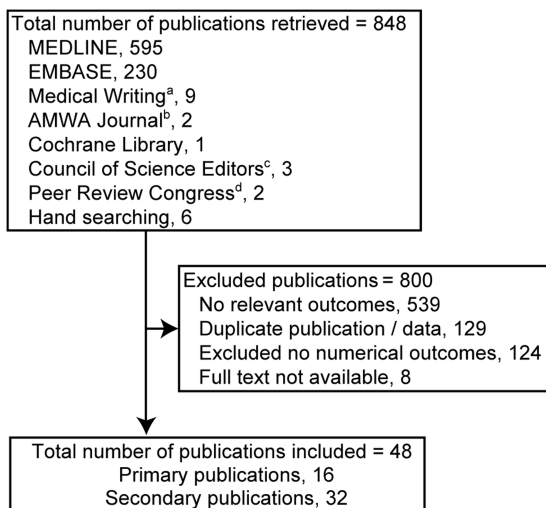 Total number of publications retrieved = 848
MEDLINE, 595
EMBASE, 230
Medical Writingᵃ, 9
AMWA Journalᵇ, 2
Cochrane Library, 1
Council of Science Editorsᶜ, 3
Peer Review Congressᵈ, 2
Hand searching, 6
Excluded publications = 800
No relevant outcomes, 539
Duplicate publication / data, 129
Excluded no numerical outcomes, 124
Full text not available, 8
Total number of publications included = 48
Primary publications, 16
Secondary publications, 32